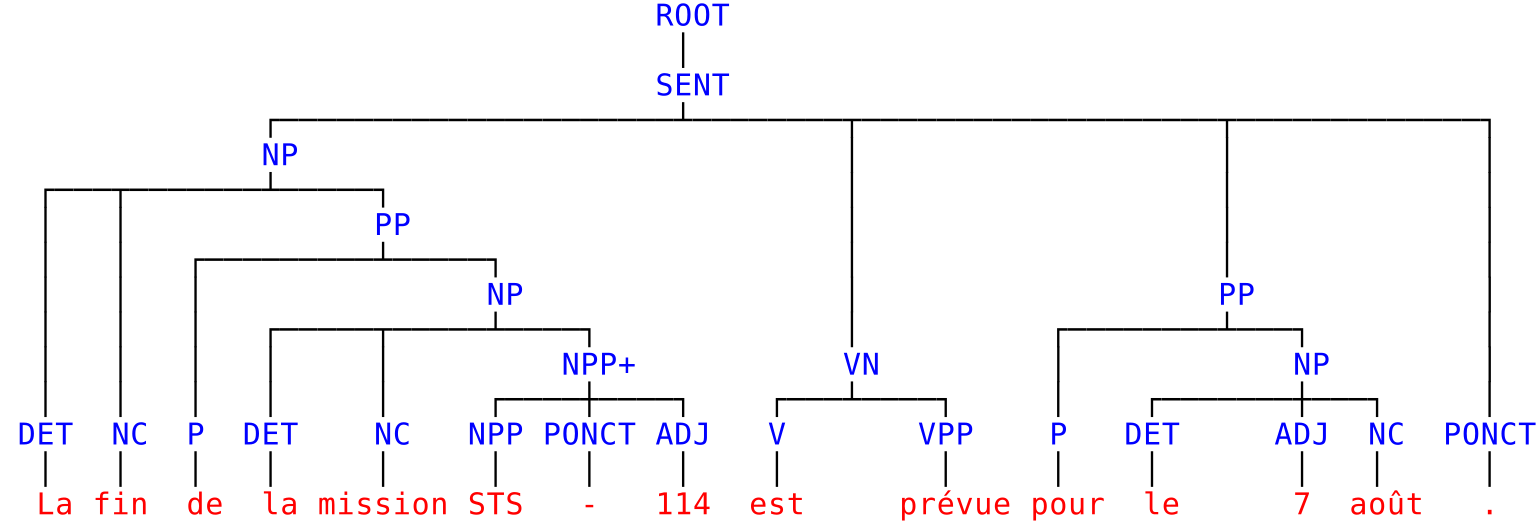 ROOT
SENT
NP
PP
NP PP
NPP+ VN NP
DET NC P DET NC NPP PONCT ADJ V VPP P DET ADJ NC PONCT
La fin de la mission STS - 114 est prévue pour le 7 août .